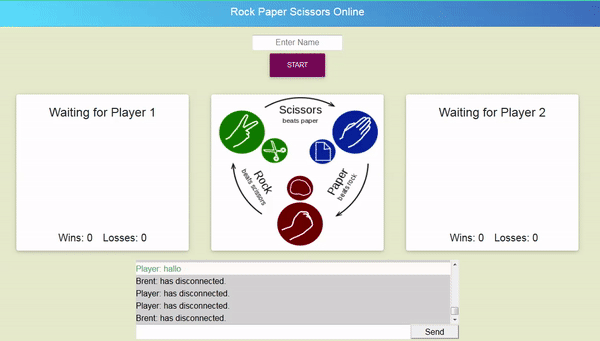 Rock Paper Scissors Online
Enter Name
START
Waiting for Player 1
Wins: 0 Losses: 0
Scissors
beats paper
Paper
beats rock
Rock
beats scissors
Waiting for Player 2
Wins: 0 Losses: 0
Player: hallo
Brent: has disconnected.
Player: has disconnected.
Player: has disconnected.
Brent: has disconnected.
Send